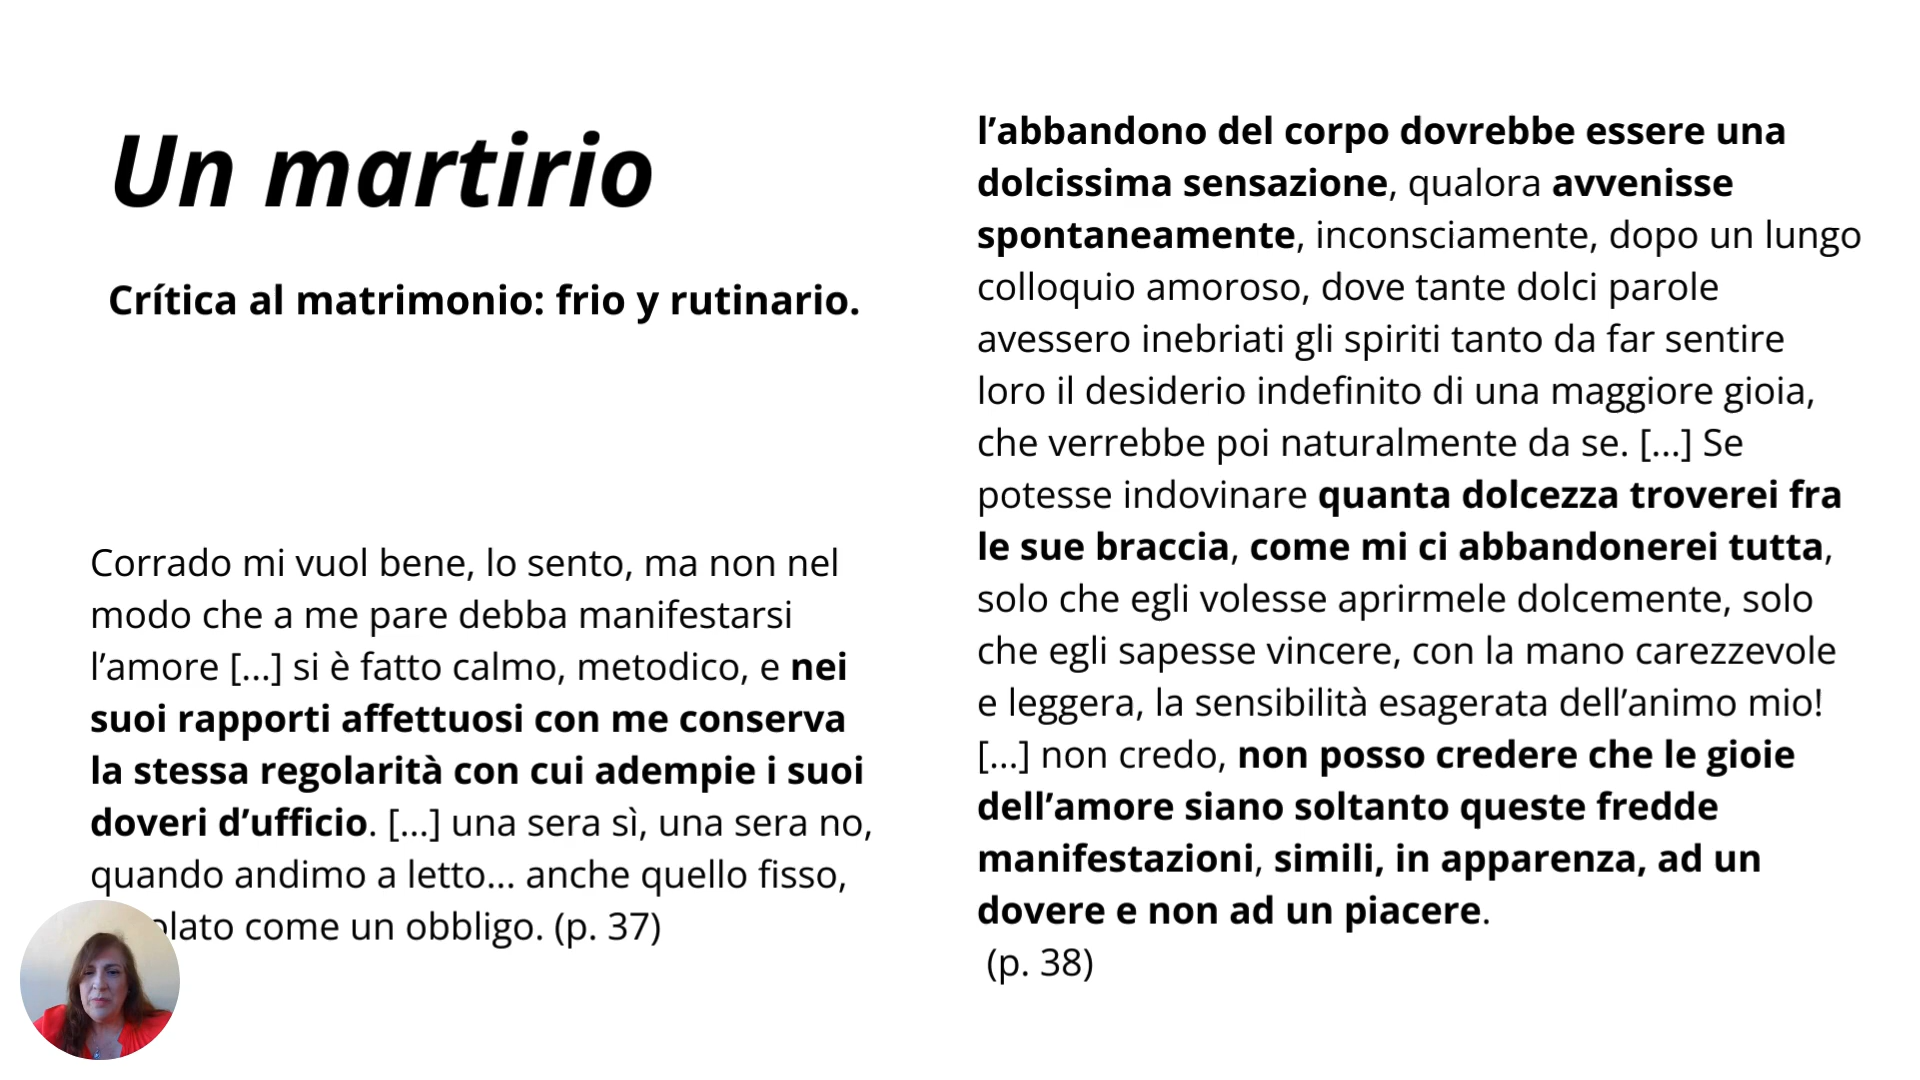 Un martirio
Crítica al matrimonio: frio y rutinario.
Corrado mi vuol bene, lo sento, ma non nel
modo che a me pare debba manifestarsi
l’amore [...] si è fatto calmo, metodico, e nei
suoi rapporti affettuosi con me conserva
la stessa regolarità con cui adempie i suoi
doveri d’ufficio. [...] una sera sì, una sera no,
quando andimo a letto... anche quello fisso,
come un obbligo. (p. 37)
l’abbandono del corpo dovrebbe essere una
dolcissima sensazione, qualora avvenisse
spontaneamente, inconsciamente, dopo un lungo
colloquio amoroso, dove tante dolci parole
avessero inebriati gli spiriti tanto da far sentire
loro il desiderio indefinito di una maggiore gioia,
che verrebbe poi naturalmente da se. [...] Se
potesse indovinare quanta dolcezza troverei fra
le sue braccia, come mi ci abbandonerei tutta,
solo che egli volesse aprirmele dolcemente, solo
che egli sapesse vincere, con la mano carezzevole
e leggera, la sensibilità esagerata dell’animo mio!
[...] non credo, non posso credere che le gioie
dell’amore siano soltanto queste fredde
manifestazioni, simili, in apparenza, ad un
dovere e non ad un piacere.
(p. 38)